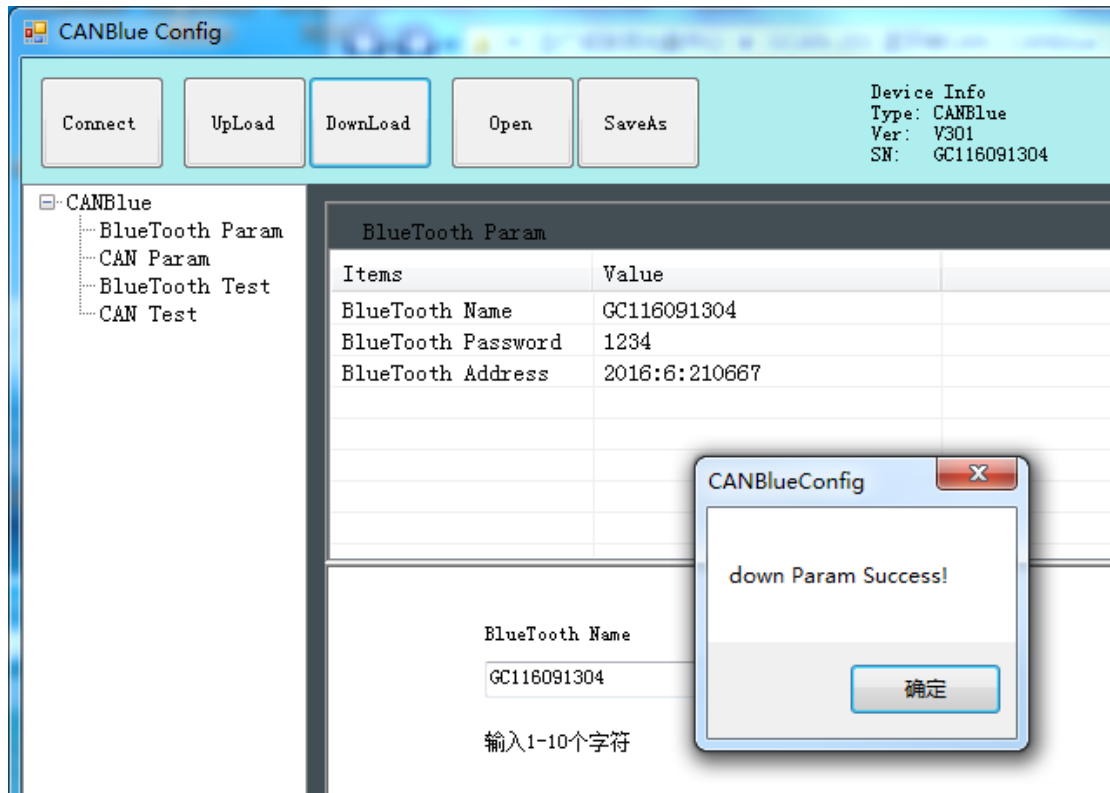 CANBlue Config
Connect
UpLoad
DownLoad
Open
SaveAs
Device Info
Type: CANBlue
Ver: V301
SN: GC116091304
CANBlue
BlueTooth Param
CAN Param
BlueTooth Test
CAN Test
BlueTooth Param
Items Value
BlueTooth Name GC116091304
BlueTooth Password 1234
BlueTooth Address 2016:6:210667
CANBlueConfig
down Param Success!
确定
BlueTooth Name
GC116091304
输入1-10个字符